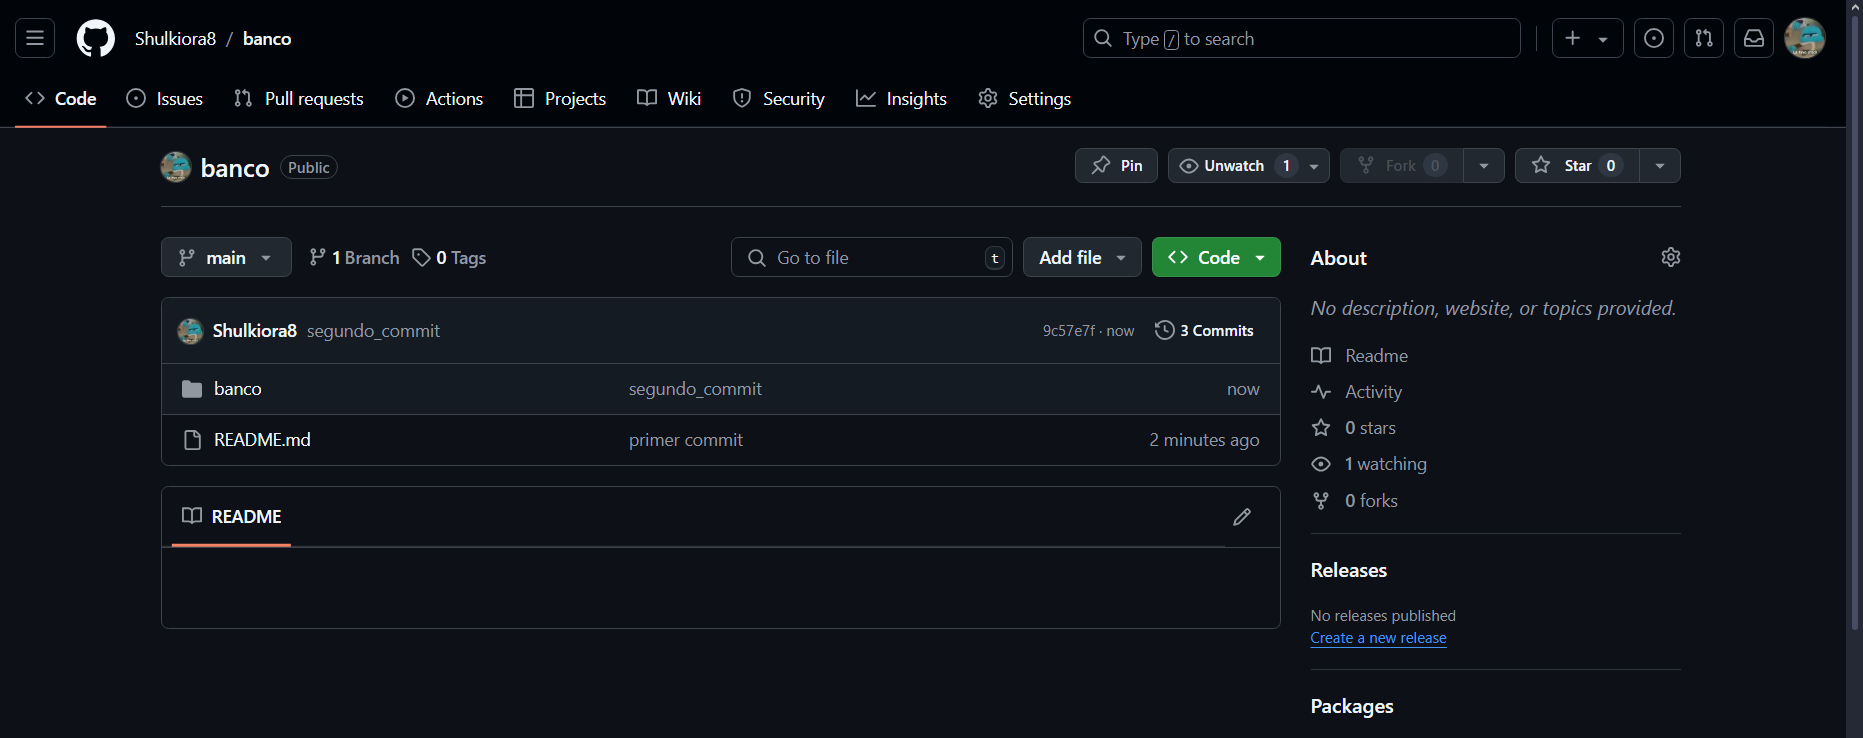 Shulkiora8 / banco
Type / to search
Code Issues Pull requests Actions Projects Wiki Security Insights Settings
banco Public
Pin Unwatch 1 Fork 0 Star 0
main 1 Branch 0 Tags Go to file t Add file Code
Shulkiora8 segundo_commit 9c57e7f · now 3 Commits
banco segundo_commit now
README.md primer commit 2 minutes ago
README
About
No description, website, or topics provided.
Readme
Activity
0 stars
1 watching
0 forks
Releases
No releases published
Create a new release
Packages